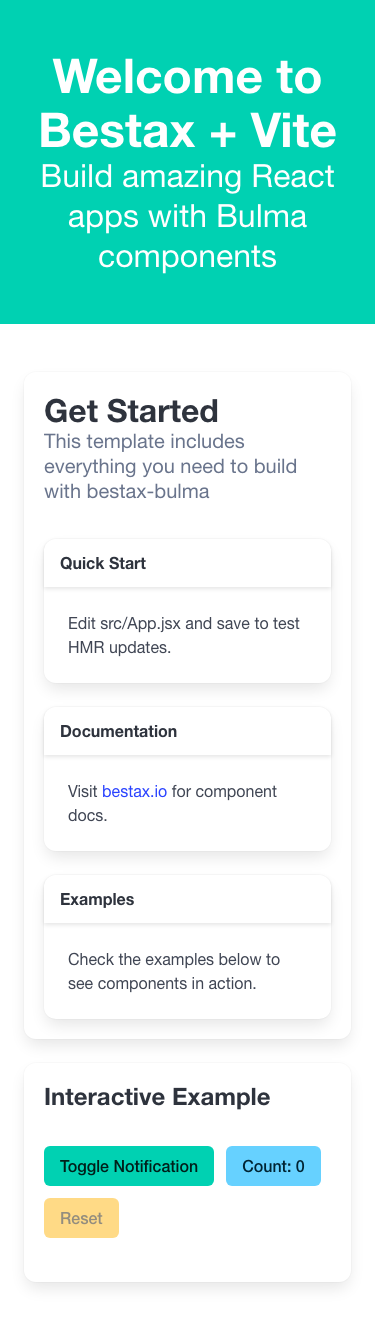 Welcome to
Bestax + Vite
Build amazing React
apps with Bulma
components
Get Started
This template includes
everything you need to build
with bestax-bulma
Quick Start
Edit src/App.jsx and save to test
HMR updates.
Documentation
Visit bestax.io for component
docs.
Examples
Check the examples below to
see components in action.
Interactive Example
Toggle Notification
Count: 0
Reset